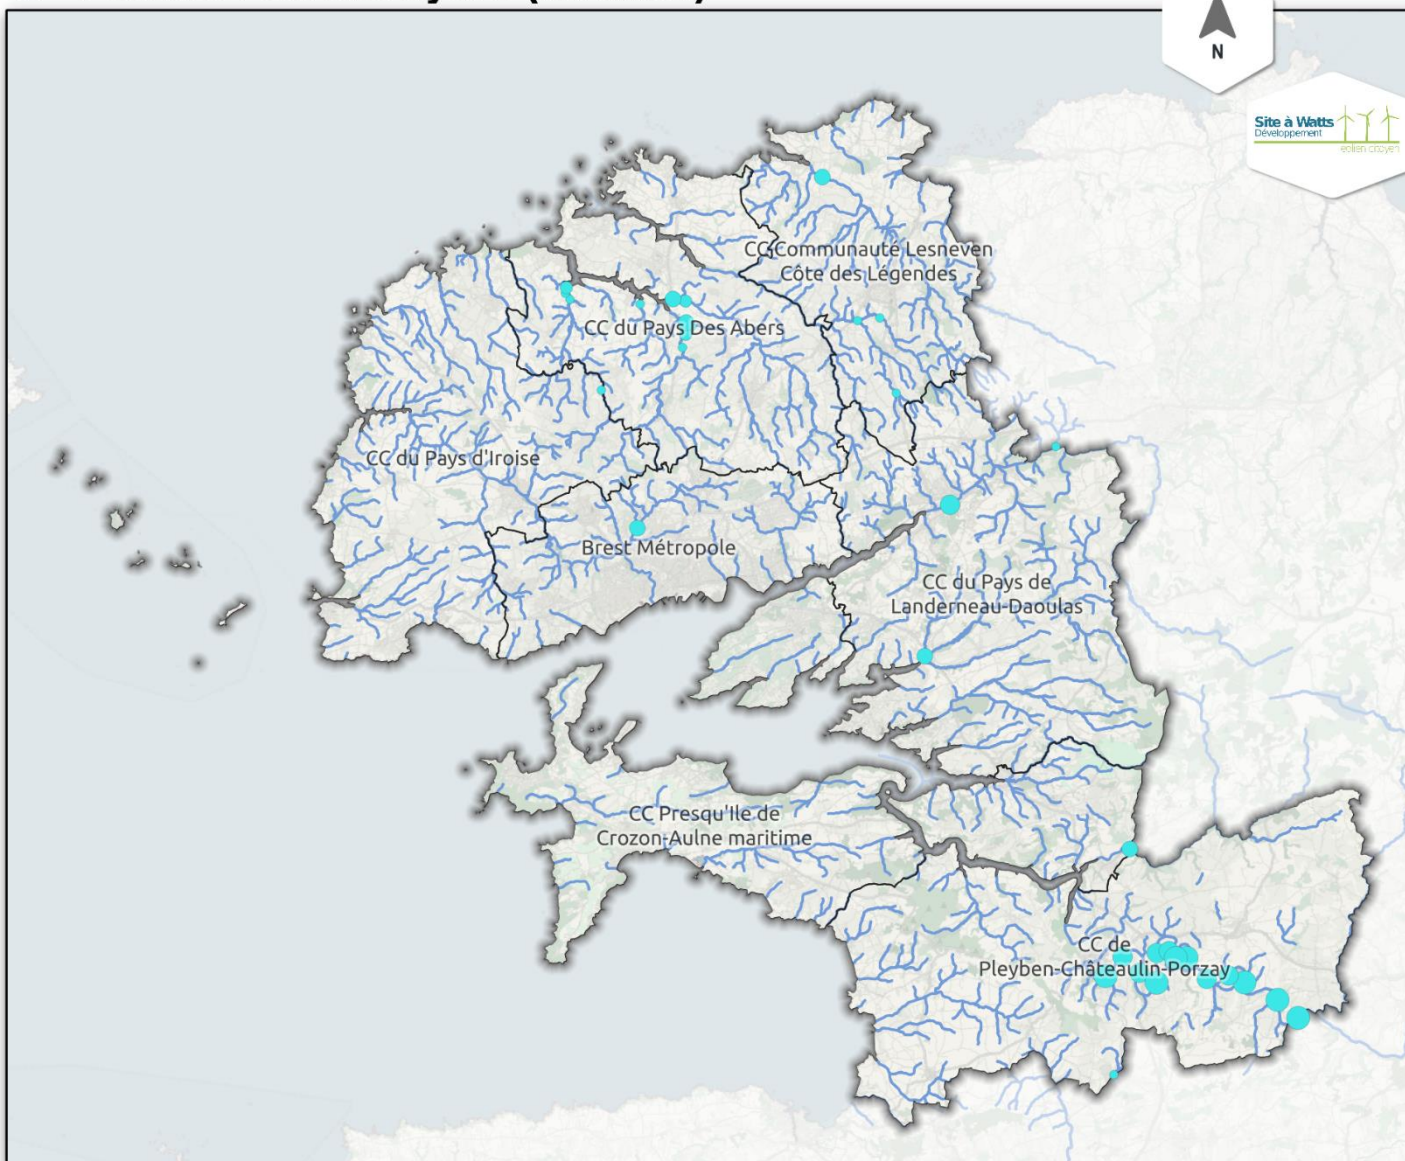 N
Site à Watts
Développement
eolien citoyen
CC Communauté Lesneven
Côte des Légendes
CC du Pays Des Abers
CC du Pays d'Iroise
Brest Métropole
CC du Pays de
Landerneau-Daoulas
CC Presqu'Ile de
Crozon-Aulne maritime
CC de
Pleyben-Châteaulin-Porzay